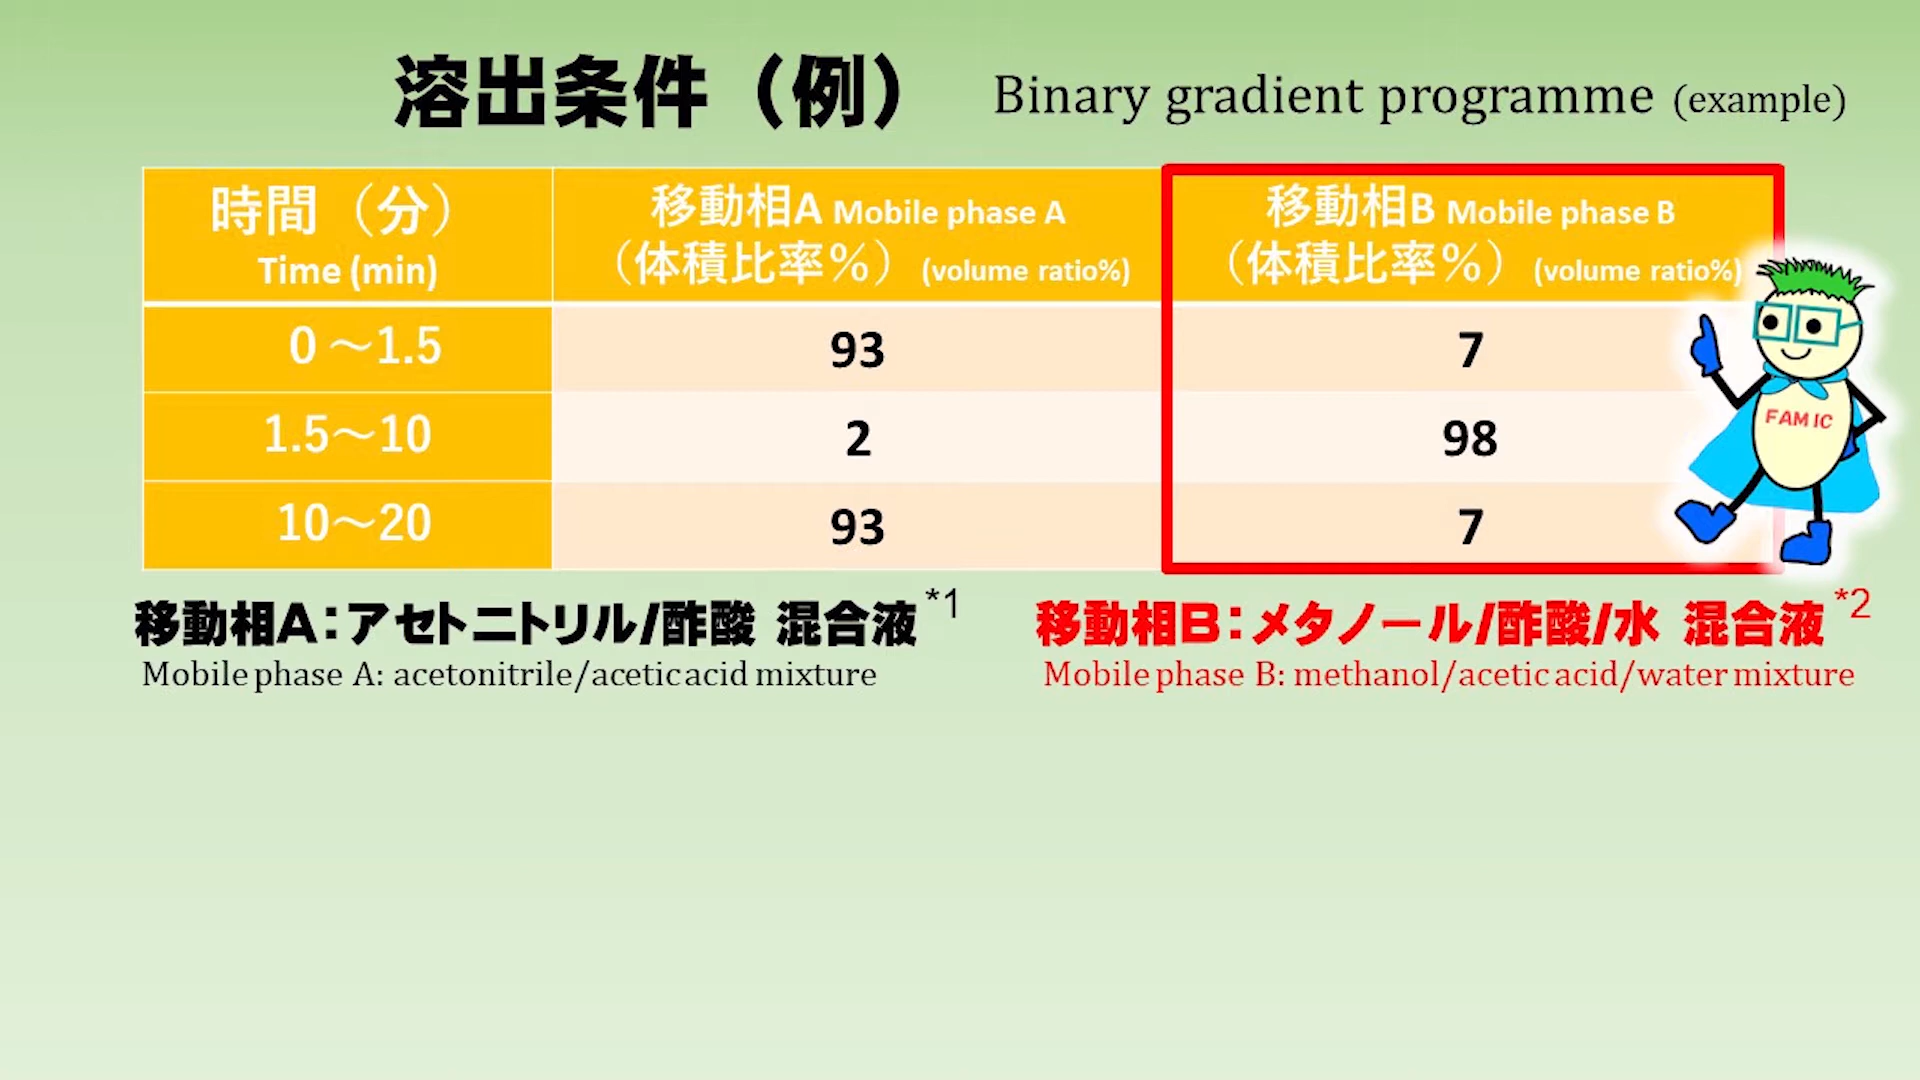 溶出条件（例） Binary gradient programme (example)
時間（分）
Time (min)
移動相A Mobile phase A
（体積比率％） (volume ratio%)
移動相B Mobile phase B
（体積比率％） (volume ratio%)
0～1.5
93
7
1.5～10
2
98
10～20
93
7
FAMIC
移動相A：アセトニトリル/酢酸 混合液 *1
Mobile phase A: acetonitrile/acetic acid mixture
移動相B：メタノール/酢酸/水 混合液 *2
Mobile phase B: methanol/acetic acid/water mixture